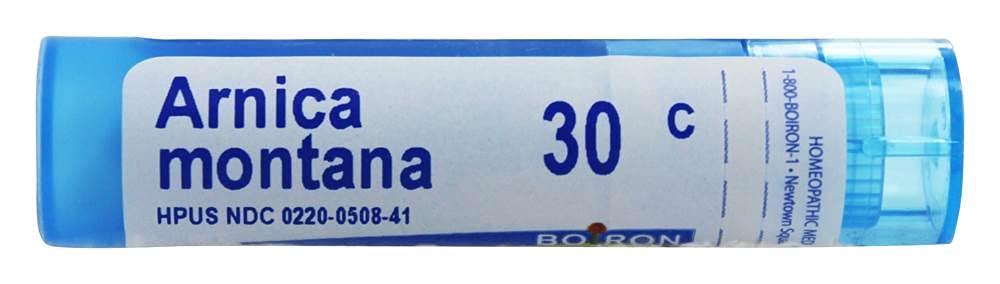 Arnica
montana
HPUS NDC 0220-0508-41
30 C
BOIRON
HOMEOPATHIC
1-800-BOIRON-1 • Newtown